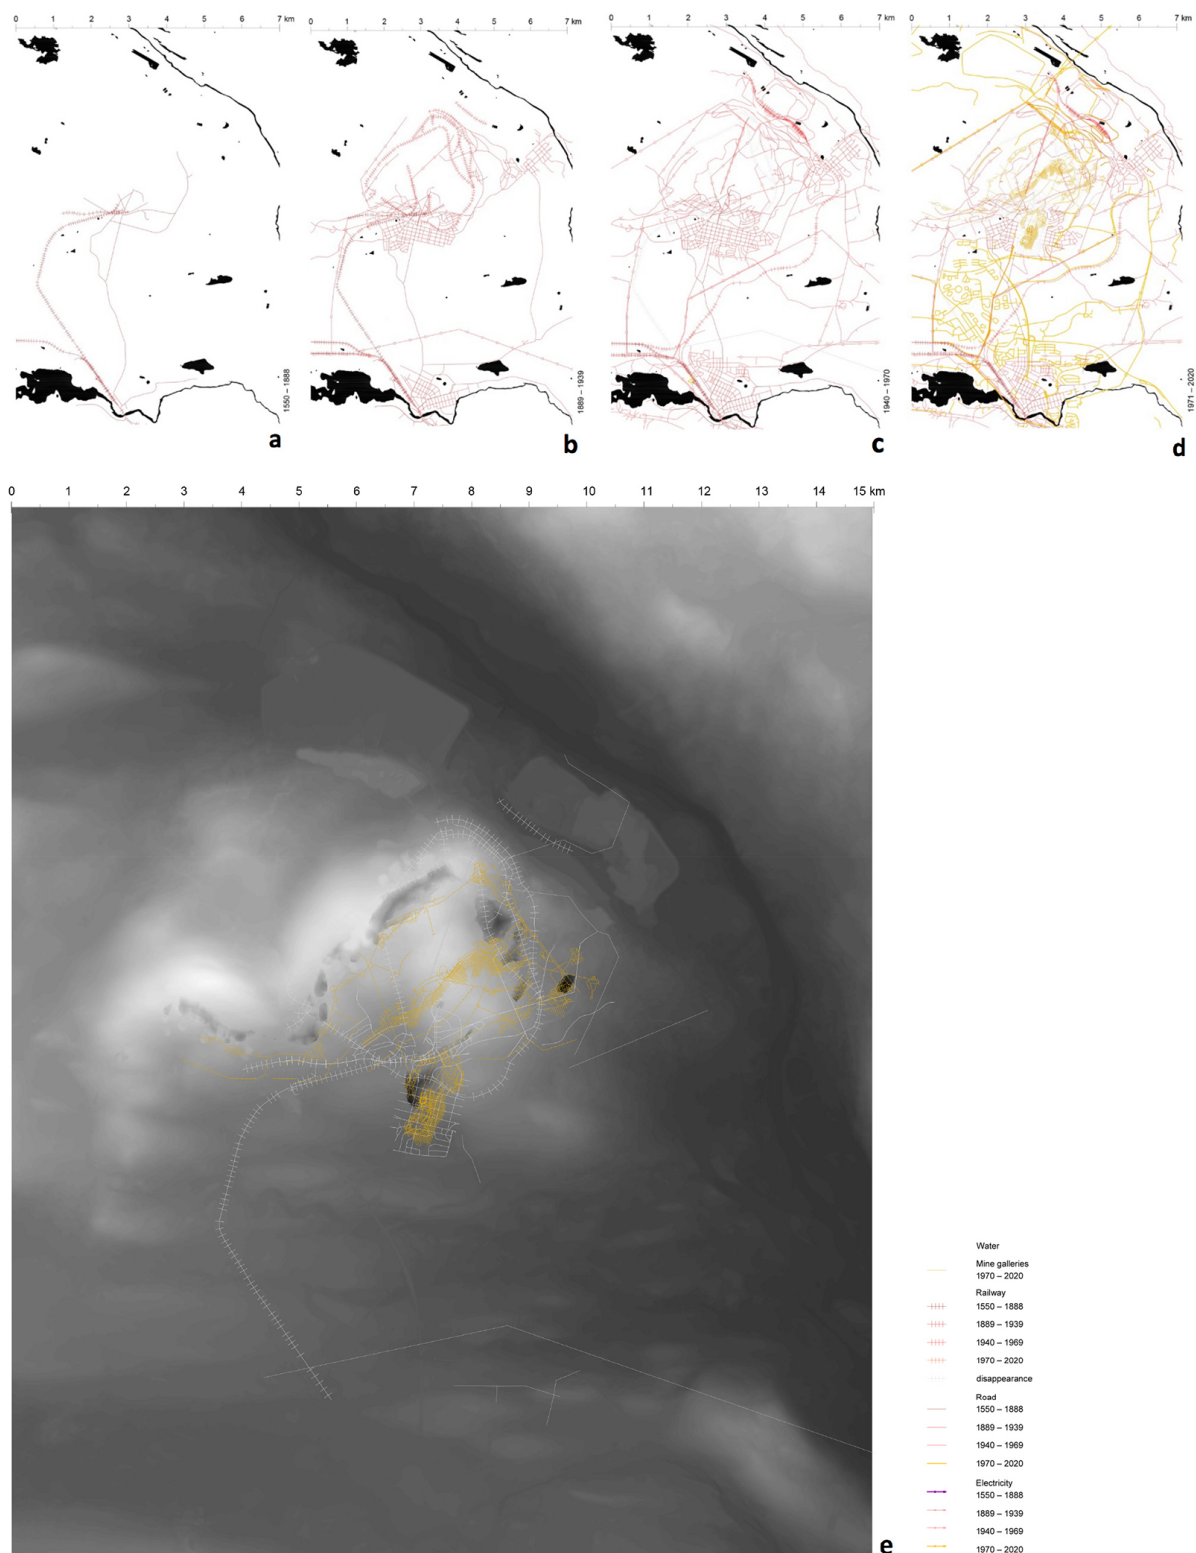 0 1 2 3 4 5 6 7 km
0 1 2 3 4 5 6 7 km
0 1 2 3 4 5 6 7 km
0 1 2 3 4 5 6 7 km
1550 – 1888
a
1889 – 1939
b
1940 – 1970
c
1971 – 2020
d
0 1 2 3 4 5 6 7 8 9 10 11 12 13 14 15 km
e
Water
Mine galleries
1970 – 2020
Railway
1550 – 1888
1889 – 1939
1940 – 1969
1970 – 2020
disappearance
Road
1550 – 1888
1889 – 1939
1940 – 1969
1970 – 2020
Electricity
1550 – 1888
1889 – 1939
1940 – 1969
1970 – 2020